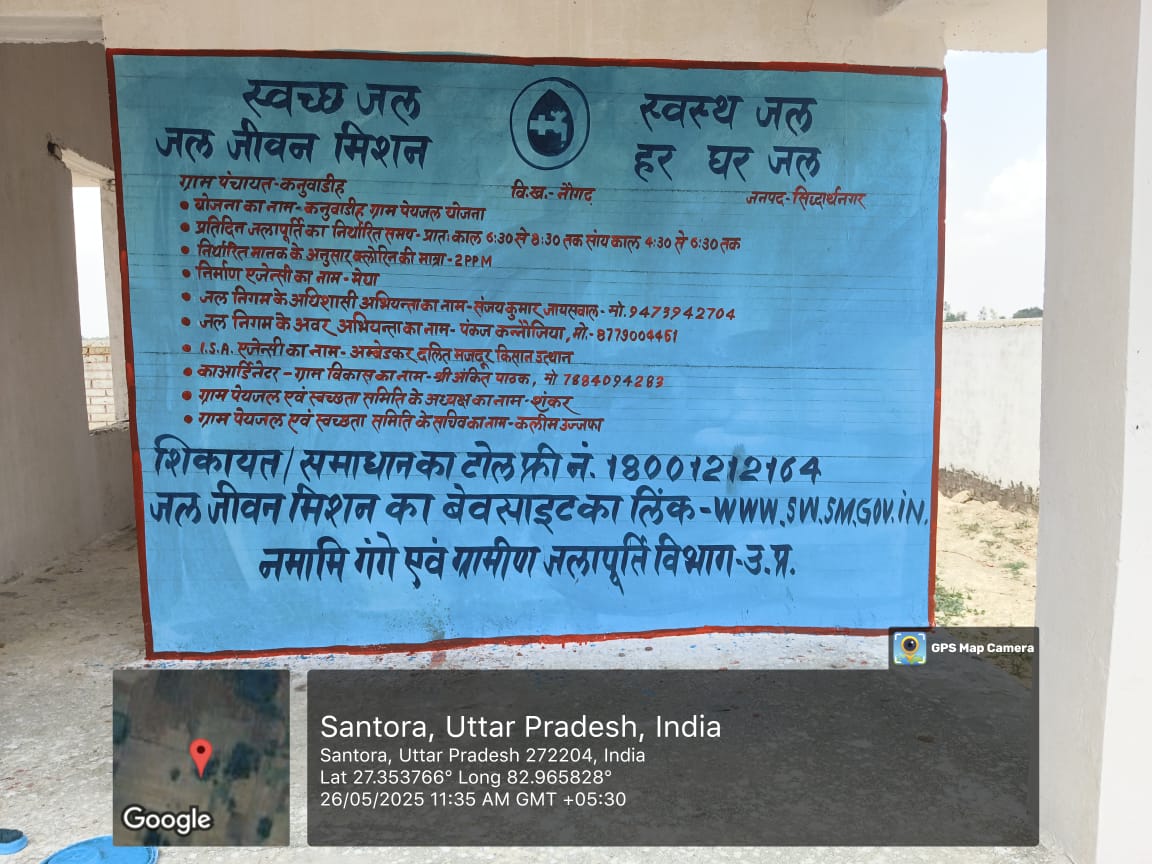 स्वच्छ जल
स्वस्थ जल
जल जीवन मिशन
हर घर जल
ग्राम पंचायत-कनुवाडीह वि.ख.- नौगढ़ जनपद-सिद्धार्थनगर
• योजना का नाम- कनुवाडीह ग्राम पेयजल योजना
• प्रतिदिन जलापूर्ति का निर्धारित समय- प्रातः काल 6:30 से 8:30 तक सांय काल 4:30 से 6:30 तक
• निर्धारित मानक के अनुसार क्लोरिन की मात्रा-2PPM
• निर्माण एजेन्सी का नाम- मेघा
• जल निगम के अधिशासी अभियन्ता का नाम-संजय कुमार जायसवाल- मो. 9473942704
• जल निगम के अवर अभियन्ता का नाम- पंकज कन्नौजिया, मो.- 8779004461
• I.S.A. एजेन्सी का नाम- अम्बेडकर दलित मजदूर किसान उत्थान
• काआर्डिनेटर - ग्राम विकास का नाम-श्री अंकित पाठक, मो 7884094283
• ग्राम पेयजल एवं स्वच्छता समिति के अध्यक्ष का नाम-शंकर
• ग्राम पेयजल एवं स्वच्छता समिति के सचिव का नाम-कलीम उज्जफा
शिकायत/समाधान का टोल फ्री नं. 18001212164
जल जीवन मिशन का बेवसाइट का लिंक-WWW.SW.SM.GOV.iN.
नमामि गंगे एवं ग्रामीण जलापूर्ति विभाग-उ.प्र.
GPS Map Camera
Santora, Uttar Pradesh, India
Santora, Uttar Pradesh 272204, India
Lat 27.353766° Long 82.965828°
26/05/2025 11:35 AM GMT +05:30
Google